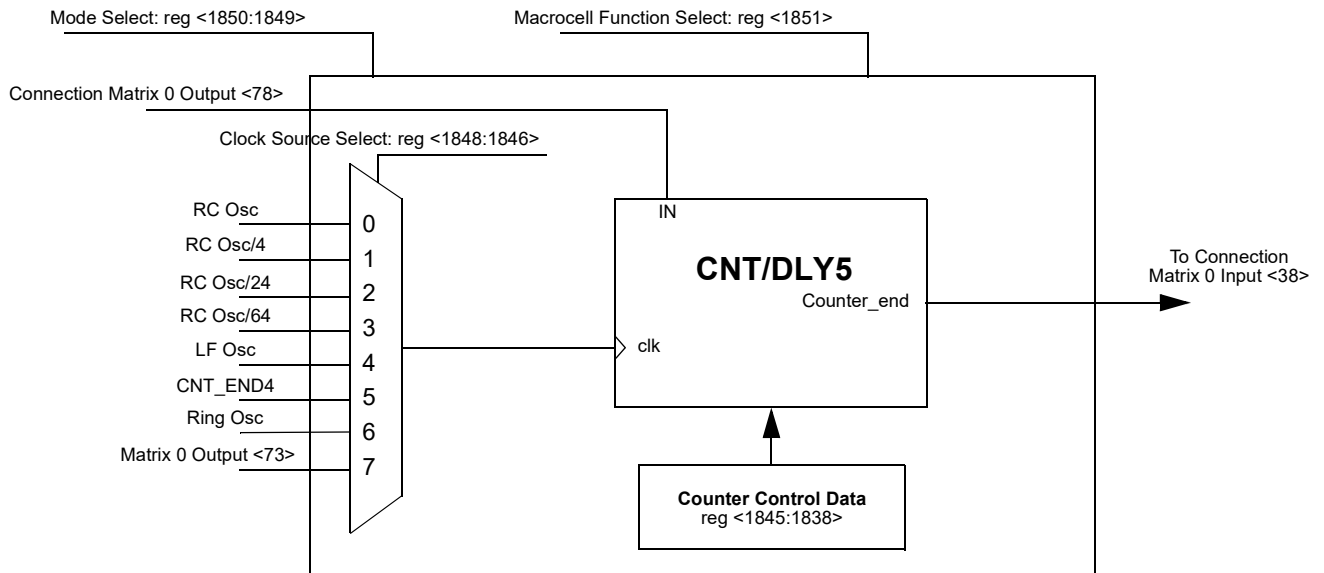 Mode Select: reg <1850:1849>
Macrocell Function Select: reg <1851>
Connection Matrix 0 Output <78>
Clock Source Select: reg <1848:1846>
RC Osc
0
RC Osc/4
1
RC Osc/24
2
RC Osc/64
3
LF Osc
4
CNT_END4
5
Ring Osc
6
Matrix 0 Output <73>
7
IN
CNT/DLY5
Counter_end
clk
To Connection
Matrix 0 Input <38>
Counter Control Data
reg <1845:1838>